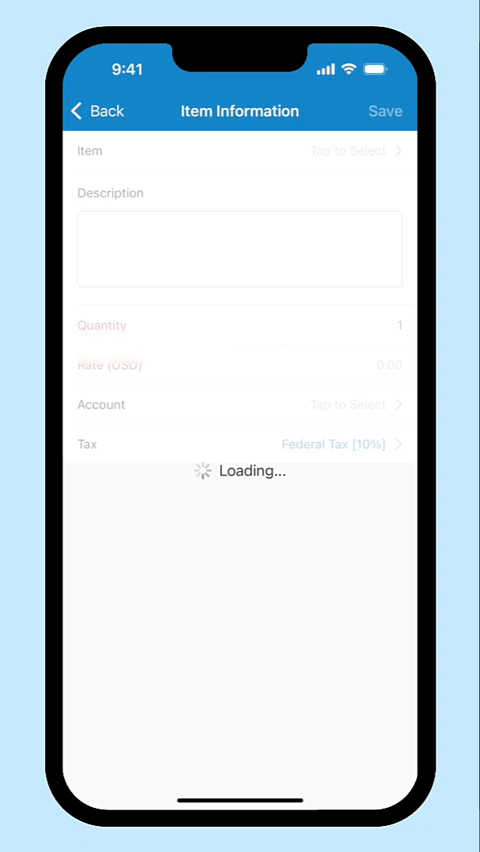 9:41
Back Item Information Save
Item Tap to Select
Description
Quantity 1
Rate (USD) 0.00
Account Tap to Select
Tax Federal Tax [10%]
Loading...